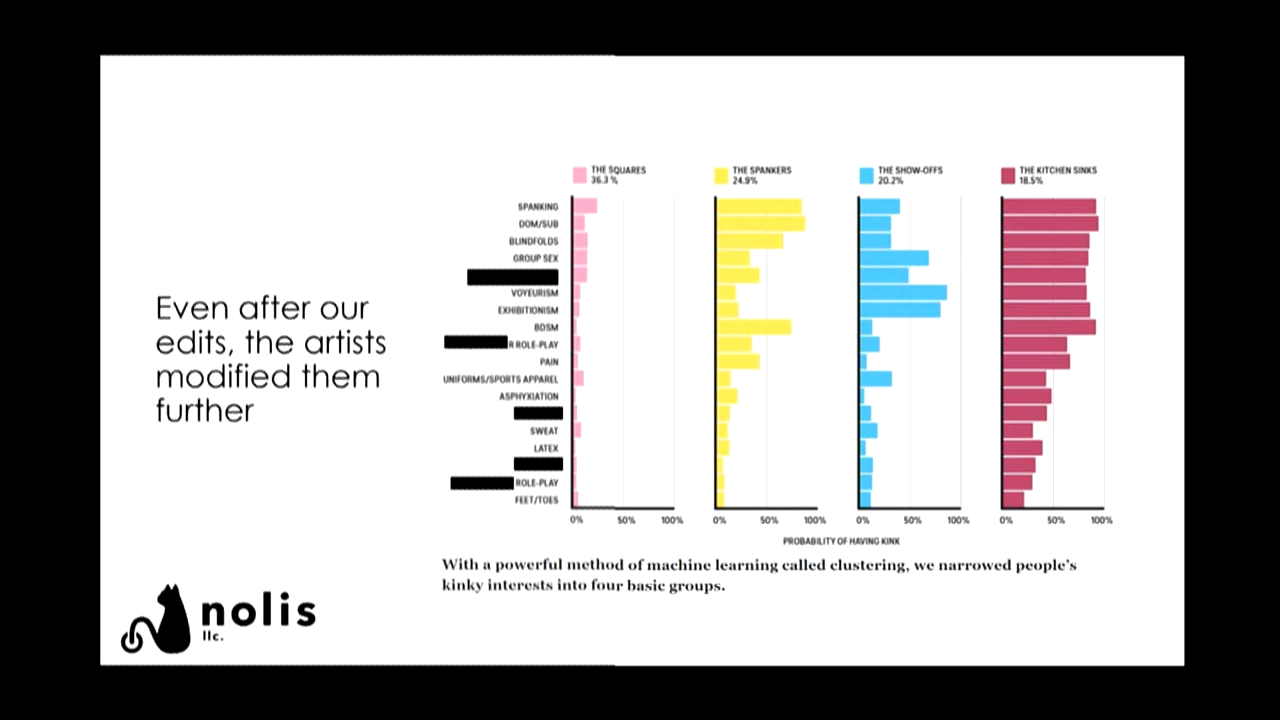 THE SQUARES
36.3 %
THE SPANKERS
24.9%
THE SHOW-OFFS
20.2%
THE KITCHEN SINKS
18.5%
SPANKING
DOM/SUB
BLINDFOLDS
GROUP SEX
VOYEURISM
EXHIBITIONISM
BDSM
R ROLE-PLAY
PAIN
UNIFORMS/SPORTS APPAREL
ASPHYXIATION
SWEAT
LATEX
ROLE-PLAY
FEET/TOES
0% 50% 100%
0% 50% 100%
0% 50% 100%
0% 50% 100%
PROBABILITY OF HAVING KINK
Even after our
edits, the artists
modified them
further
With a powerful method of machine learning called clustering, we narrowed people's
kinky interests into four basic groups.
nolis
llc.